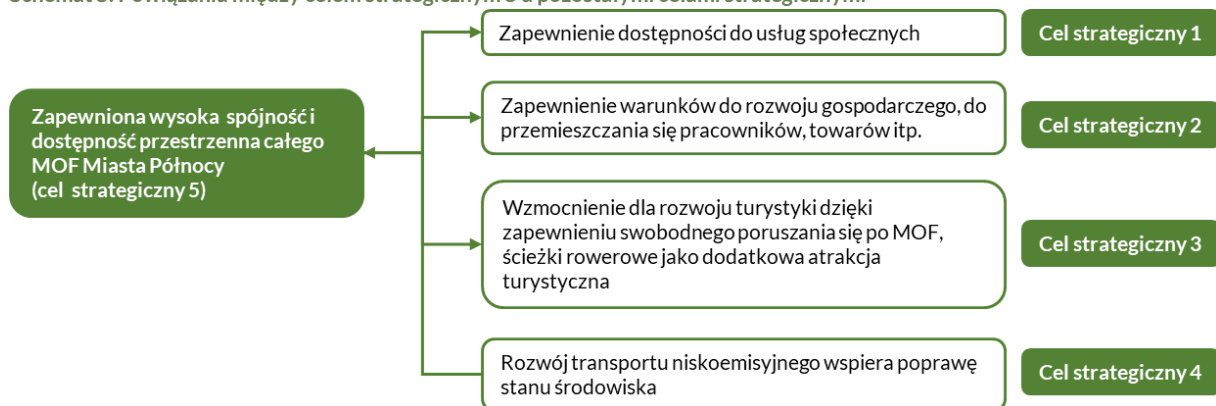 Zapewnienie dostępności do usług społecznych
Cel strategiczny 1
Zapewniona wysoka spójność i
dostępność przestrzenna całego
MOF Miasta Północy
(cel strategiczny 5)
Zapewnienie warunków do rozwoju gospodarczego, do
przemieszczania się pracowników, towarów itp.
Cel strategiczny 2
Wzmocnienie dla rozwoju turystyki dzięki
zapewnieniu swobodnego poruszania się po MOF,
ścieżki rowerowe jako dodatkowa atrakcja
turystyczna
Cel strategiczny 3
Rozwój transportu niskoemisyjnego wspiera poprawę
stanu środowiska
Cel strategiczny 4